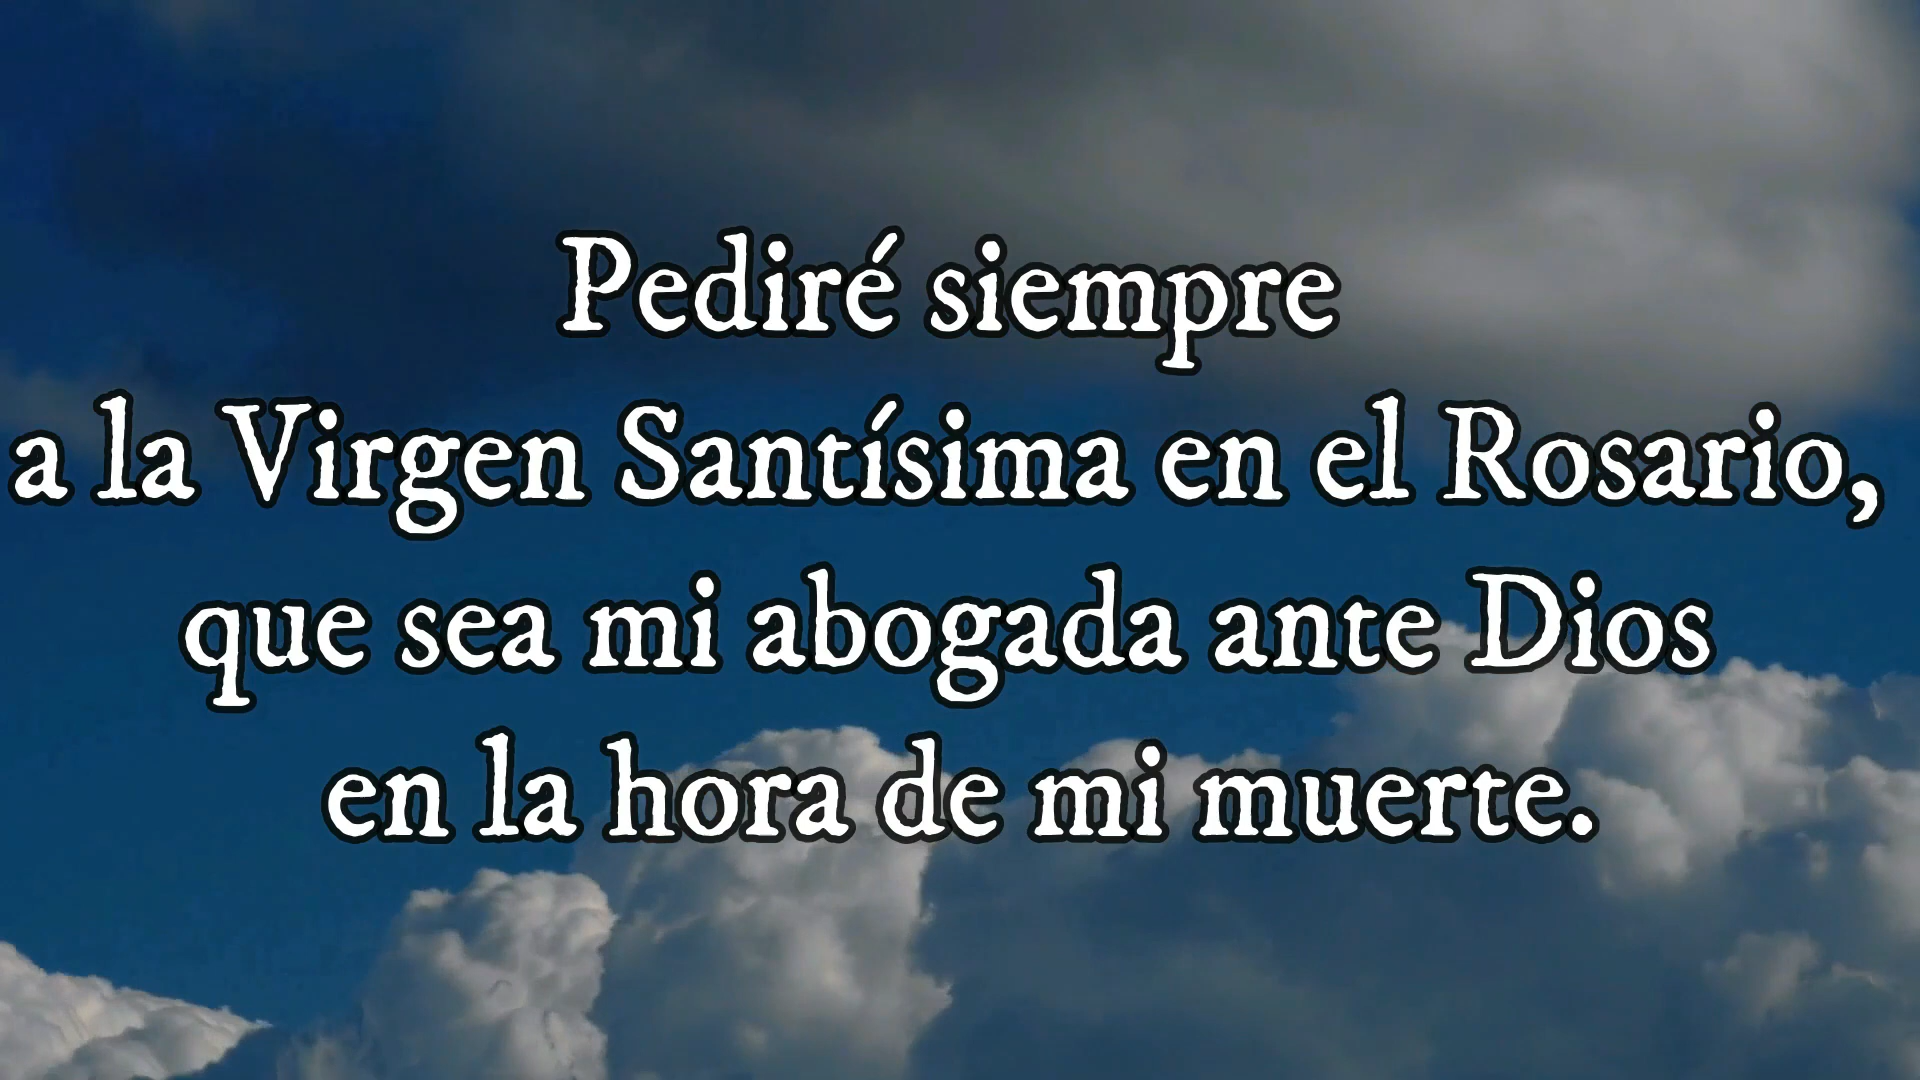 Pediré siempre
a la Virgen Santísima en el Rosario,
que sea mi abogada ante Dios
en la hora de mi muerte.